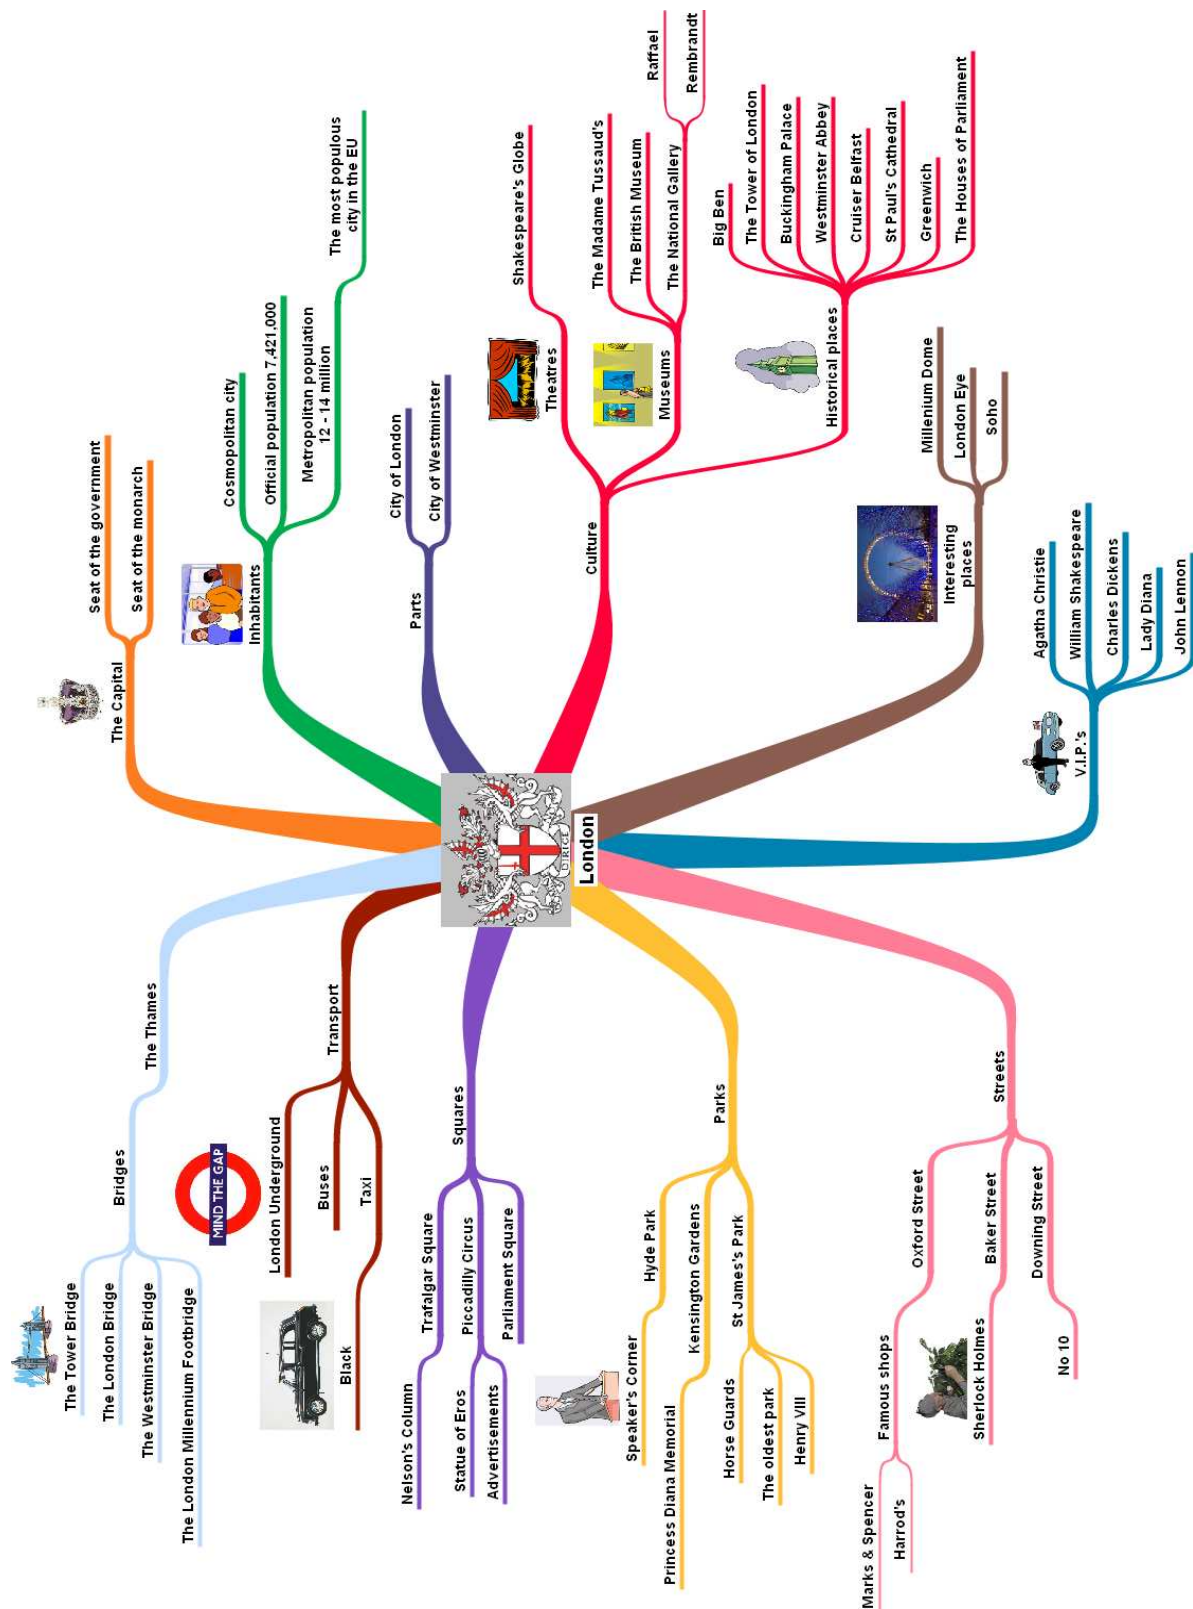 London
DIRIGE
The Capital
Seat of the government
Seat of the monarch
Inhabitants
Cosmopolitan city
Official population 7,421,000
Metropolitan population
12 - 14 million
The most populous
city in the EU
Parts
City of London
City of Westminster
Culture
Theatres
Shakespeare's Globe
Museums
The Madame Tussaud's
The British Museum
The National Gallery
Raffael
Rembrandt
Historical places
Big Ben
The Tower of London
Buckingham Palace
Westminster Abbey
Cruiser Belfast
St Paul's Cathedral
Greenwich
The Houses of Parliament
Interesting
places
Millenium Dome
London Eye
Soho
V.I.P.'s
Agatha Christie
William Shakespeare
Charles Dickens
Lady Diana
John Lennon
The Thames
Bridges
The Tower Bridge
The London Bridge
The Westminster Bridge
The London Millennium Footbridge
MIND THE GAP
Transport
London Underground
Buses
Taxi
Black
Squares
Trafalgar Square
Nelson's Column
Piccadilly Circus
Statue of Eros
Advertisements
Parliament Square
Parks
Hyde Park
Speaker's Corner
Kensington Gardens
Princess Diana Memorial
St James's Park
Horse Guards
The oldest park
Henry VIII
Streets
Oxford Street
Famous shops
Marks & Spencer
Harrod's
Baker Street
Sherlock Holmes
Downing Street
No 10